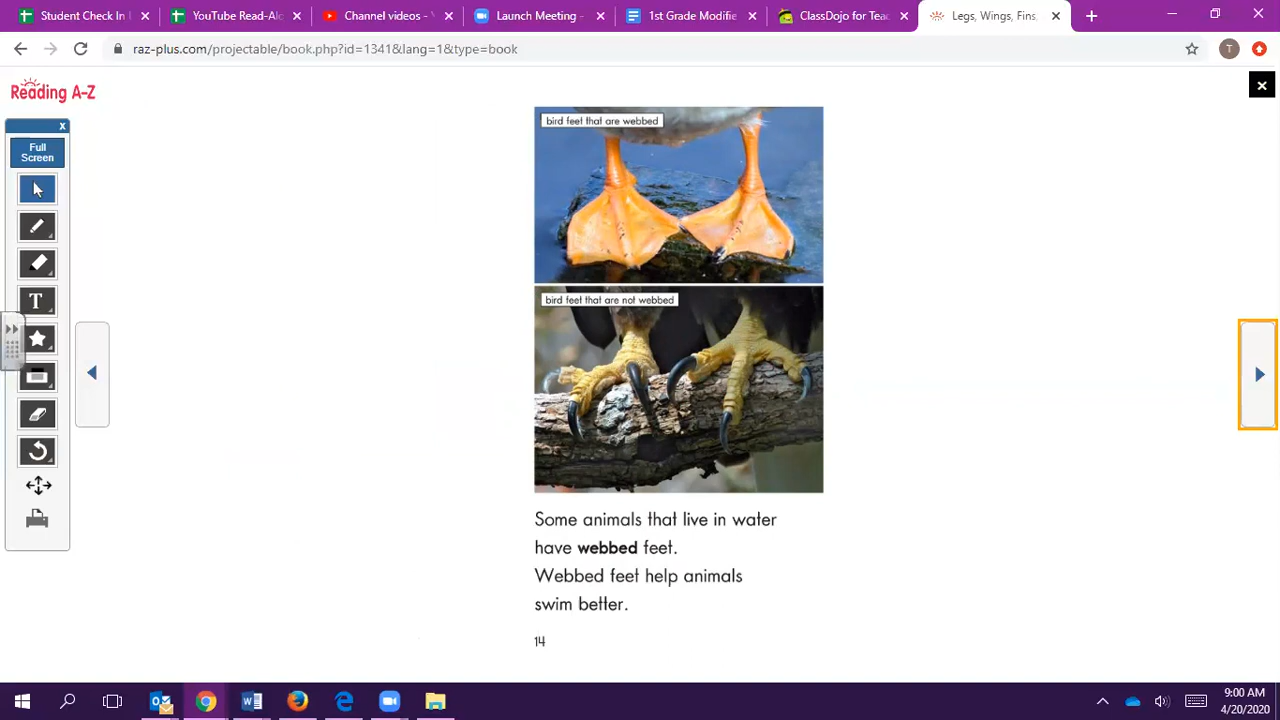 Student Check In
YouTube Read-Al
Channel videos -
Launch Meeting -
1st Grade Modifie
ClassDojo for Tea
Legs, Wings, Fins,
raz-plus.com/projectable/book.php?id=1341&lang=1&type=book
T
Reading A-Z
x
Full
Screen
T
bird feet that are webbed
bird feet that are not webbed
Some animals that live in water
have webbed feet.
Webbed feet help animals
swim better.
14
9:00 AM
4/20/2020